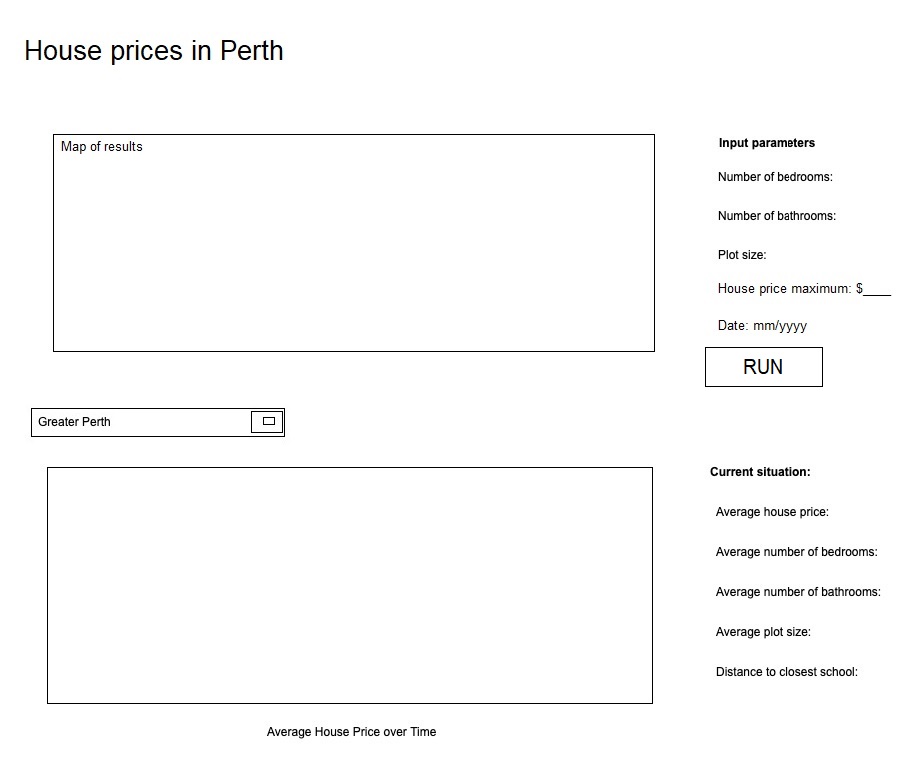 House prices in Perth
Map of results
Input parameters
Number of bedrooms:
Number of bathrooms:
Plot size:
House price maximum: $____
Date: mm/yyyy
RUN
Greater Perth
Current situation:
Average house price:
Average number of bedrooms:
Average number of bathrooms:
Average plot size:
Distance to closest school:
Average House Price over Time